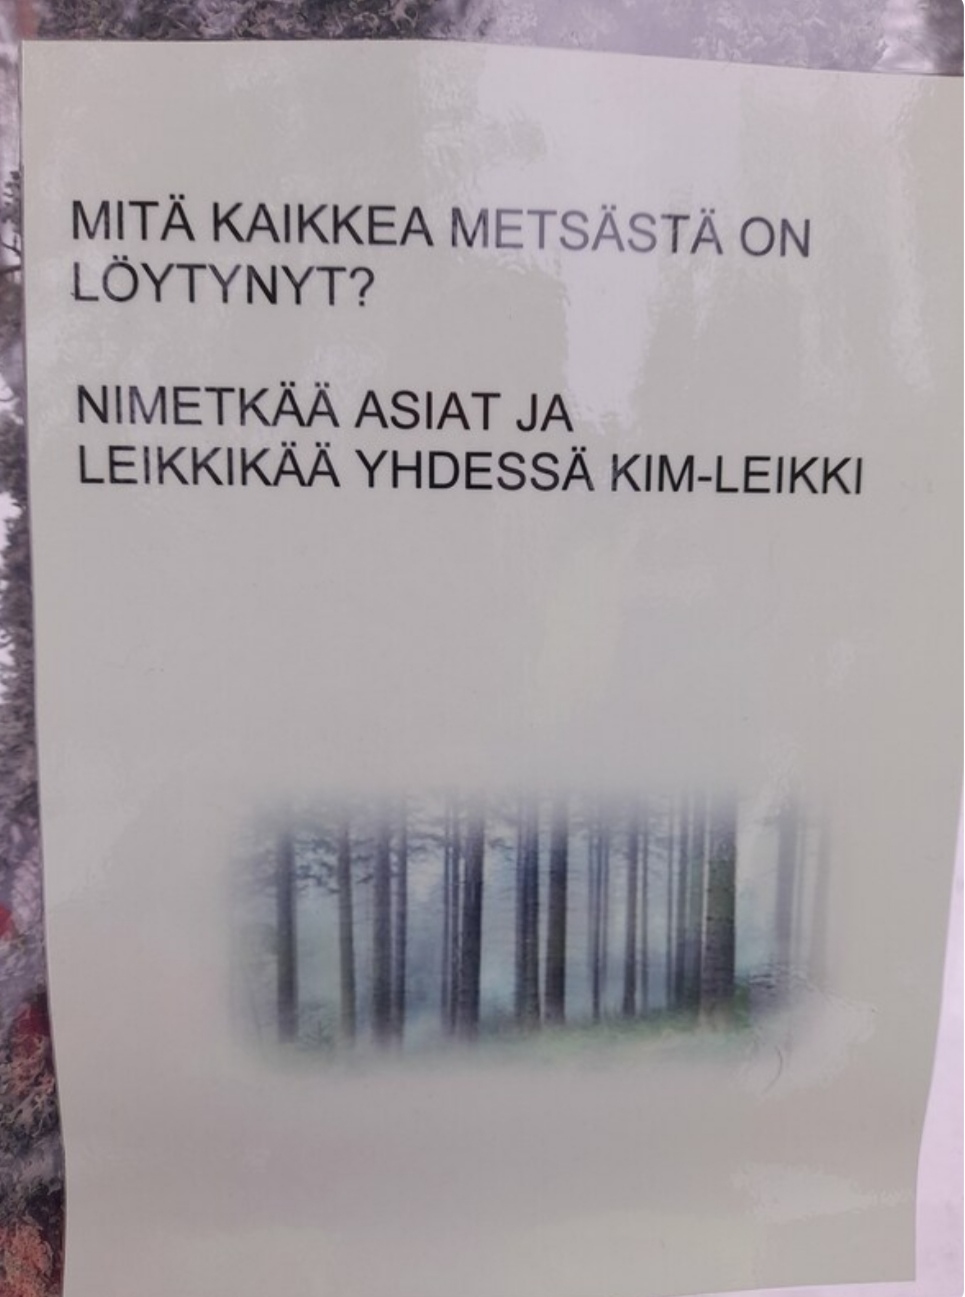 MITÄ KAIKKEA METSÄSTÄ ON
LÖYTYNYT?
NIMETKÄÄ ASIAT JA
LEIKKIKÄÄ YHDESSÄ KIM-LEIKKI